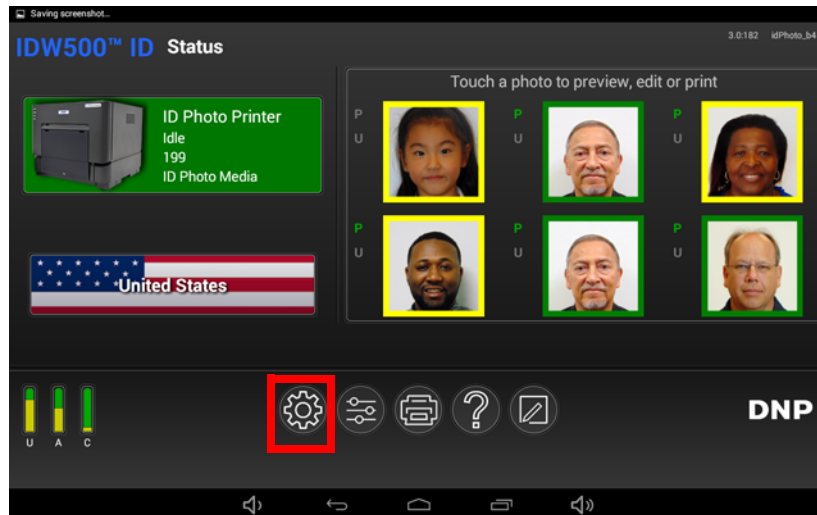 Saving screenshot...
IDW500™ ID Status
3.0:182 idPhoto_b4
Touch a photo to preview, edit or print
ID Photo Printer
Idle
199
ID Photo Media
P
U
P
U
P
U
United States
P
U
P
U
P
U
U A C
DNP